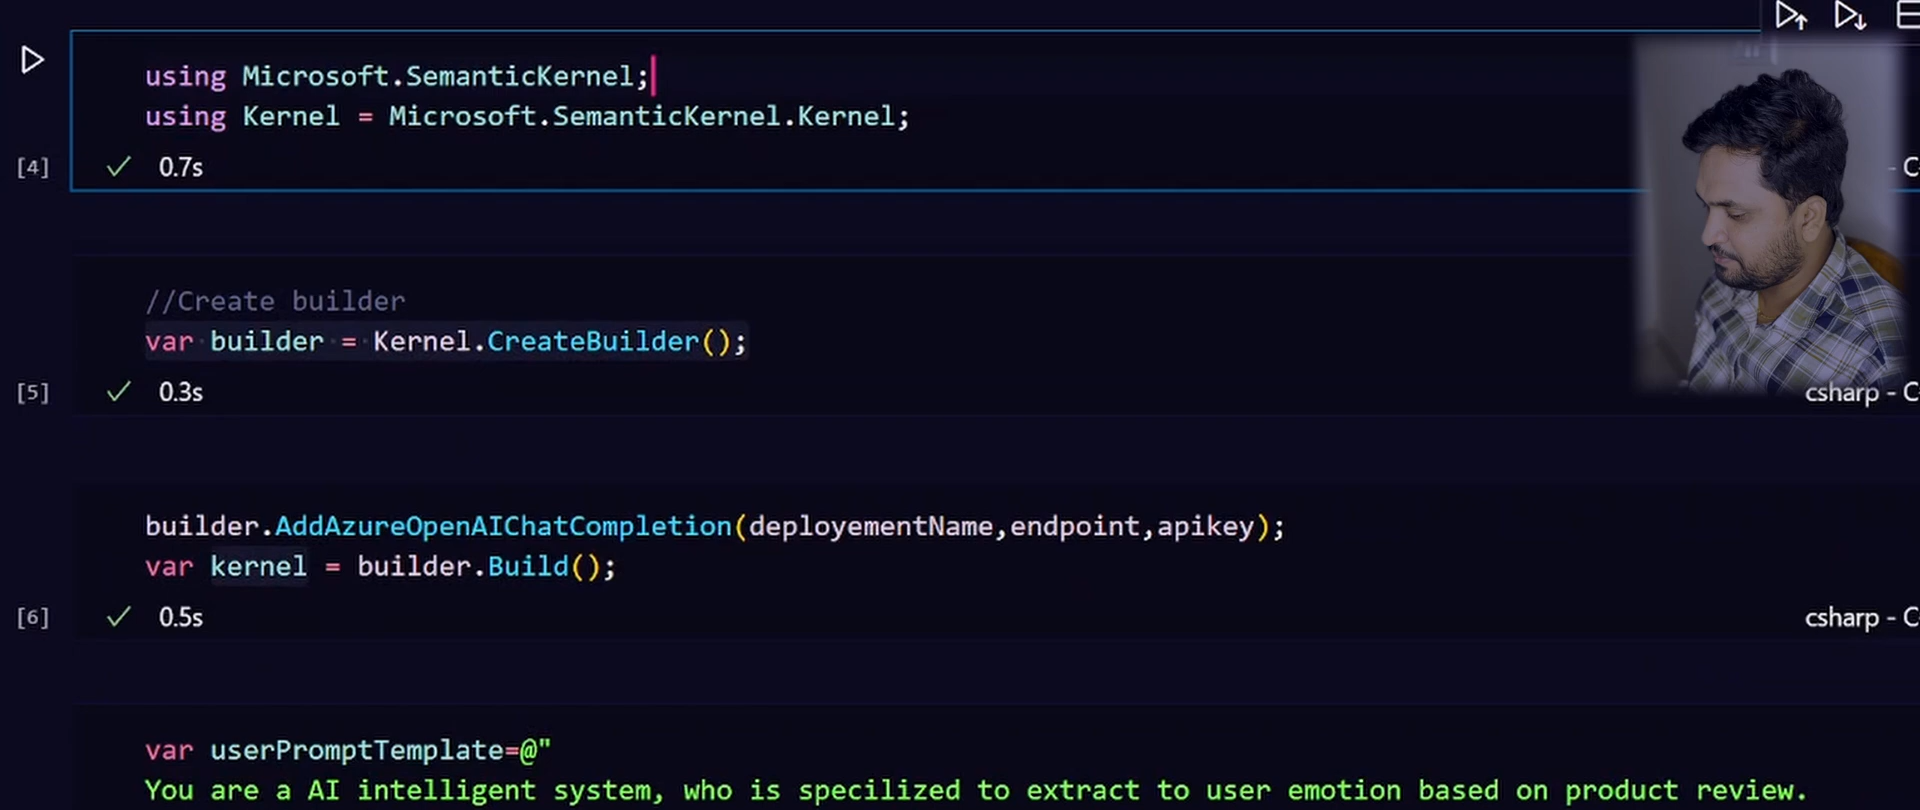 using Microsoft.SemanticKernel;
using Kernel = Microsoft.SemanticKernel.Kernel;
[4] ✓ 0.7s - C
//Create builder
var builder = Kernel.CreateBuilder();
[5] ✓ 0.3s csharp - C
builder.AddAzureOpenAIChatCompletion(deployementName,endpoint,apikey);
var kernel = builder.Build();
[6] ✓ 0.5s csharp - C
var userPromptTemplate=@"
You are a AI intelligent system, who is specilized to extract to user emotion based on product review.